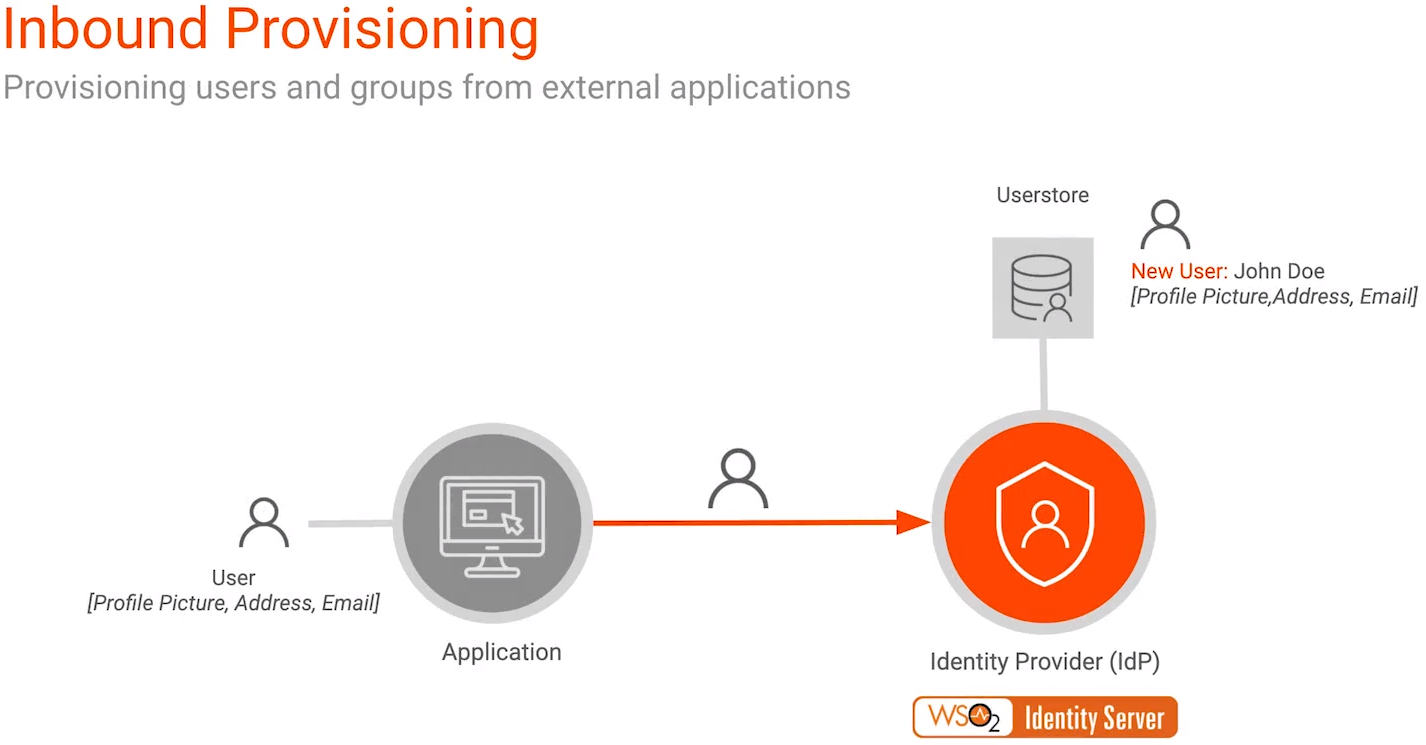 Inbound Provisioning
Provisioning users and groups from external applications
Userstore
New User: John Doe
[Profile Picture,Address, Email]
User
[Profile Picture, Address, Email]
Application
Identity Provider (IdP)
WSO2 Identity Server